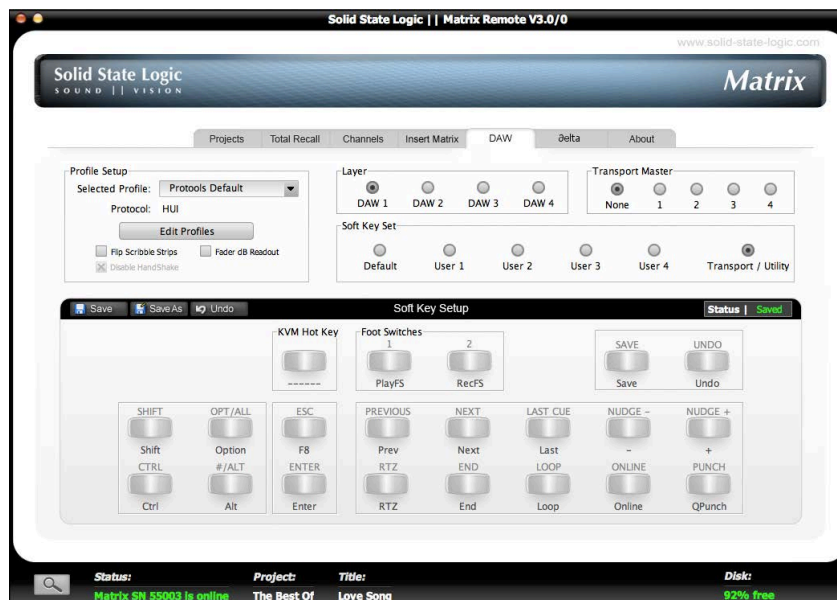 Solid State Logic || Matrix Remote V3.0/0
www.solid-state-logic.com
Solid State Logic
SOUND || VISION
Matrix
Projects Total Recall Channels Insert Matrix DAW ∂elta About
Profile Setup
Selected Profile: Protools Default
Protocol: HUI
Edit Profiles
Flip Scribble Strips Fader dB Readout
Disable HandShake
Layer
DAW 1 DAW 2 DAW 3 DAW 4
Transport Master
None 1 2 3 4
Soft Key Set
Default User 1 User 2 User 3 User 4 Transport / Utility
Save Save As Undo Soft Key Setup Status | Saved
KVM Hot Key
------
Foot Switches
1 2
PlayFS RecFS
SAVE UNDO
Save Undo
SHIFT OPT/ALL ESC PREVIOUS NEXT LAST CUE NUDGE – NUDGE +
Shift Option F8 Prev Next Last – +
CTRL #/ALT ENTER RTZ END LOOP ONLINE PUNCH
Ctrl Alt Enter RTZ End Loop Online QPunch
Status: Project: Title: Disk:
Matrix SN 55003 is online The Best Of Love Song 92% free